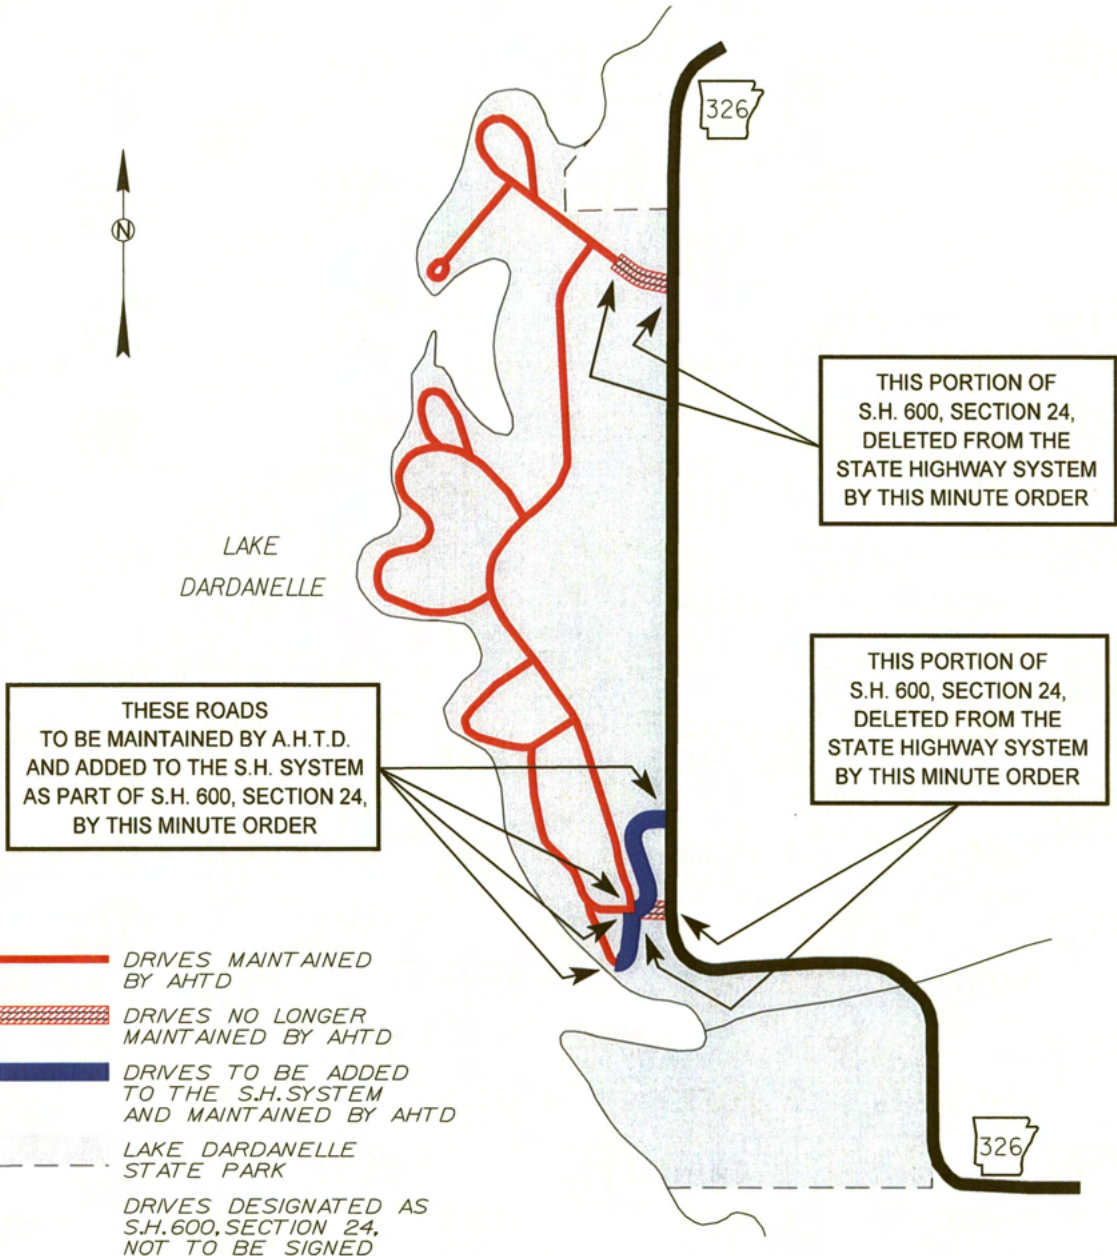 326
N
THIS PORTION OF
S.H. 600, SECTION 24,
DELETED FROM THE
STATE HIGHWAY SYSTEM
BY THIS MINUTE ORDER
LAKE
DARDANELLE
THIS PORTION OF
S.H. 600, SECTION 24,
DELETED FROM THE
STATE HIGHWAY SYSTEM
BY THIS MINUTE ORDER
THESE ROADS
TO BE MAINTAINED BY A.H.T.D.
AND ADDED TO THE S.H. SYSTEM
AS PART OF S.H. 600, SECTION 24,
BY THIS MINUTE ORDER
DRIVES MAINTAINED
BY AHTD
DRIVES NO LONGER
MAINTAINED BY AHTD
DRIVES TO BE ADDED
TO THE S.H.SYSTEM
AND MAINTAINED BY AHTD
LAKE DARDANELLE
STATE PARK
DRIVES DESIGNATED AS
S.H.600,SECTION 24,
NOT TO BE SIGNED
326